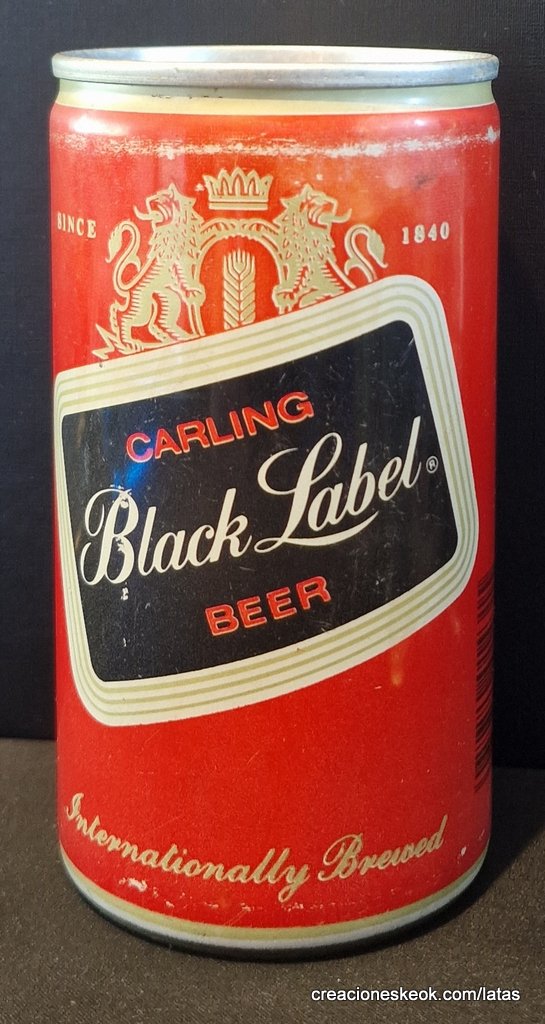 SINCE 1840
CARLING
Black Label®
BEER
Internationally Brewed
creacioneskeok.com/latas